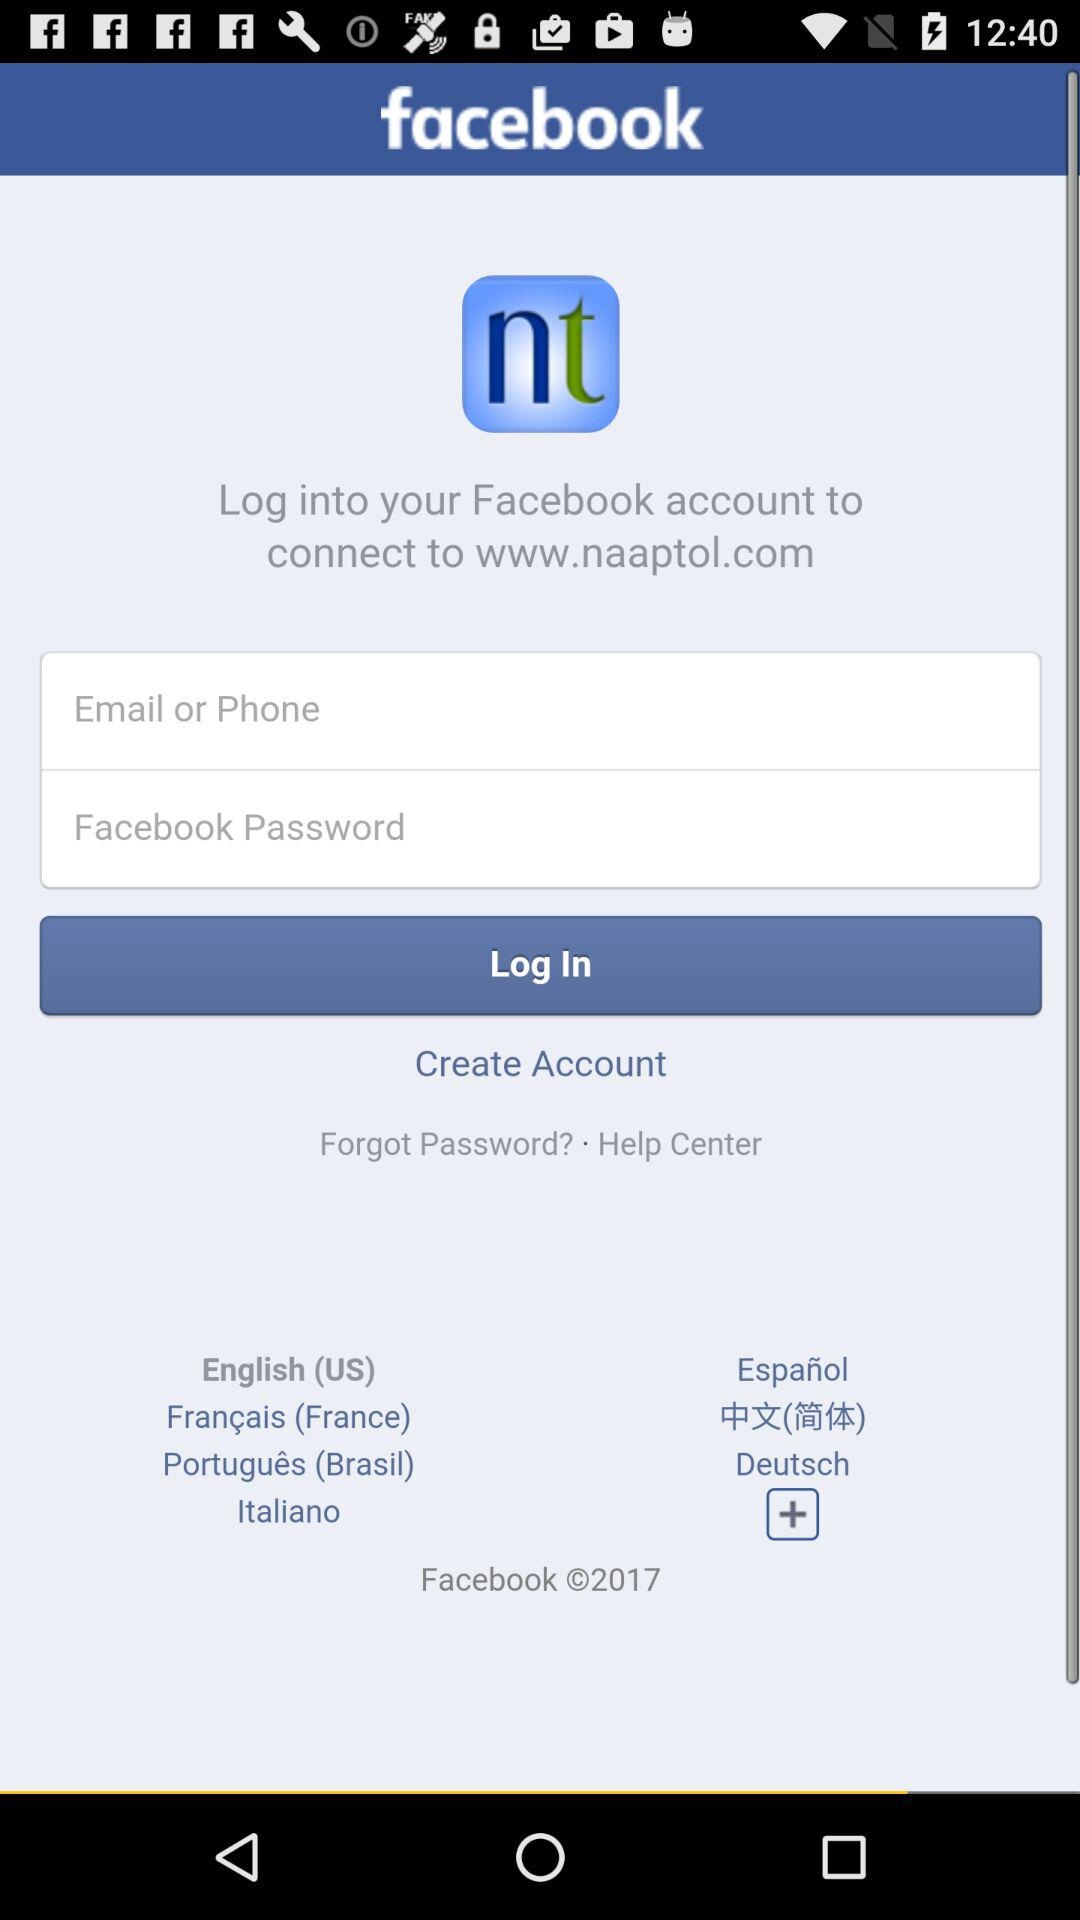 FAKE
12:40
facebook
nt
Log into your Facebook account to
connect to www.naaptol.com
Email or Phone
Facebook Password
Log In
Create Account
Forgot Password? · Help Center
English (US)
Español
Français (France)
中文(简体)
Português (Brasil)
Deutsch
Italiano
Facebook ©2017